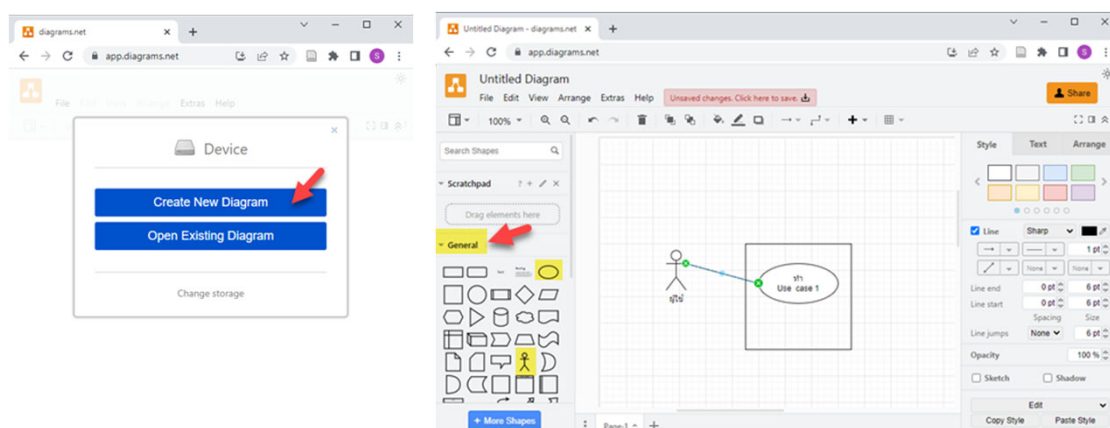 diagrams.net
app.diagrams.net
S
File
Extras Help
Device
Create New Diagram
Open Existing Diagram
Change storage
Untitled Diagram - diagrams.net
app.diagrams.net
S
Untitled Diagram
File Edit View Arrange Extras Help
Unsaved changes. Click here to save.
Share
100%
Search Shapes
Scratchpad
Drag elements here
General
Text
+ More Shapes
ผู้ใช้
ทำ
Use case 1
Page-1
Style Text Arrange
Line Sharp
1 pt
None None
Line end 0 pt 6 pt
Line start 0 pt 6 pt
Spacing Size
Line jumps None 6 pt
Opacity 100 %
Sketch Shadow
Edit
Copy Style Paste Style